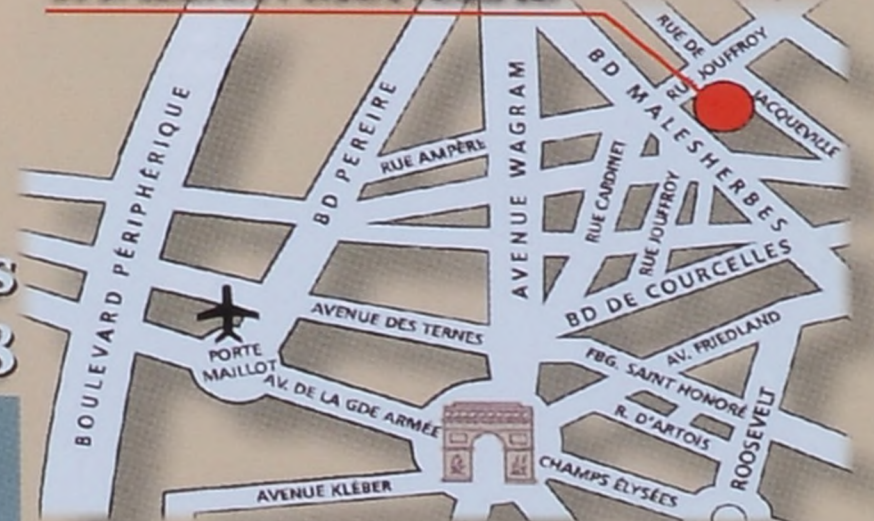 RUE DE
JACQUEVILLE
RUE JOUFFROY
BD MALESHERBES
BOULEVARD PÉRIPHÉRIQUE
BD PEREIRE
RUE AMPÈRE
AVENUE WAGRAM
RUE CARDINET
RUE JOUFFROY
BD DE COURCELLES
AVENUE DES TERNES
PORTE
MAILLOT
AV. FRIEDLAND
FBG. SAINT HONORÉ
AV. DE LA GDE ARMÉE
R. D'ARTOIS
ROOSEVELT
CHAMPS ÉLYSÉES
AVENUE KLÉBER